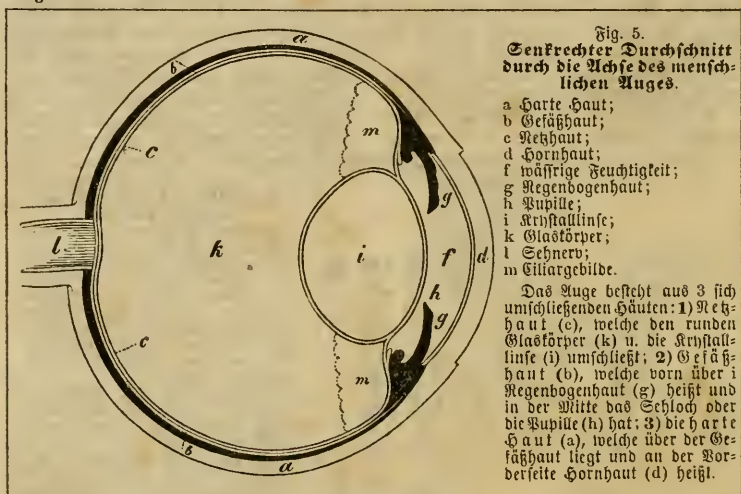 a
b
c
m
g
l
k
i
f
d
h
g
c
m
b
a
Fig. 5.
Senkrechter Durchschnitt
durch die Achse des mensch=
lichen Auges.
a Harte Haut;
b Gefäßhaut;
c Netzhaut;
d Hornhaut;
f wässrige Feuchtigkeit;
g Regenbogenhaut;
h Pupille;
i Krystalllinse;
k Glaskörper;
l Sehnerv;
m Ciliargebilde.
Das Auge besteht aus 3 sich
umschließenden Häuten: 1) Netz=
haut (c), welche den runden
Glaskörper (k) u. die Krystall=
linse (i) umschließt; 2) Gefäß=
haut (b), welche vorn über i
Regenbogenhaut (g) heißt und
in der Mitte das Sehloch oder
die Pupille (h) hat; 3) die harte
Haut (a), welche über der Ge=
fäßhaut liegt und an der Vor=
derseite Hornhaut (d) heißt.